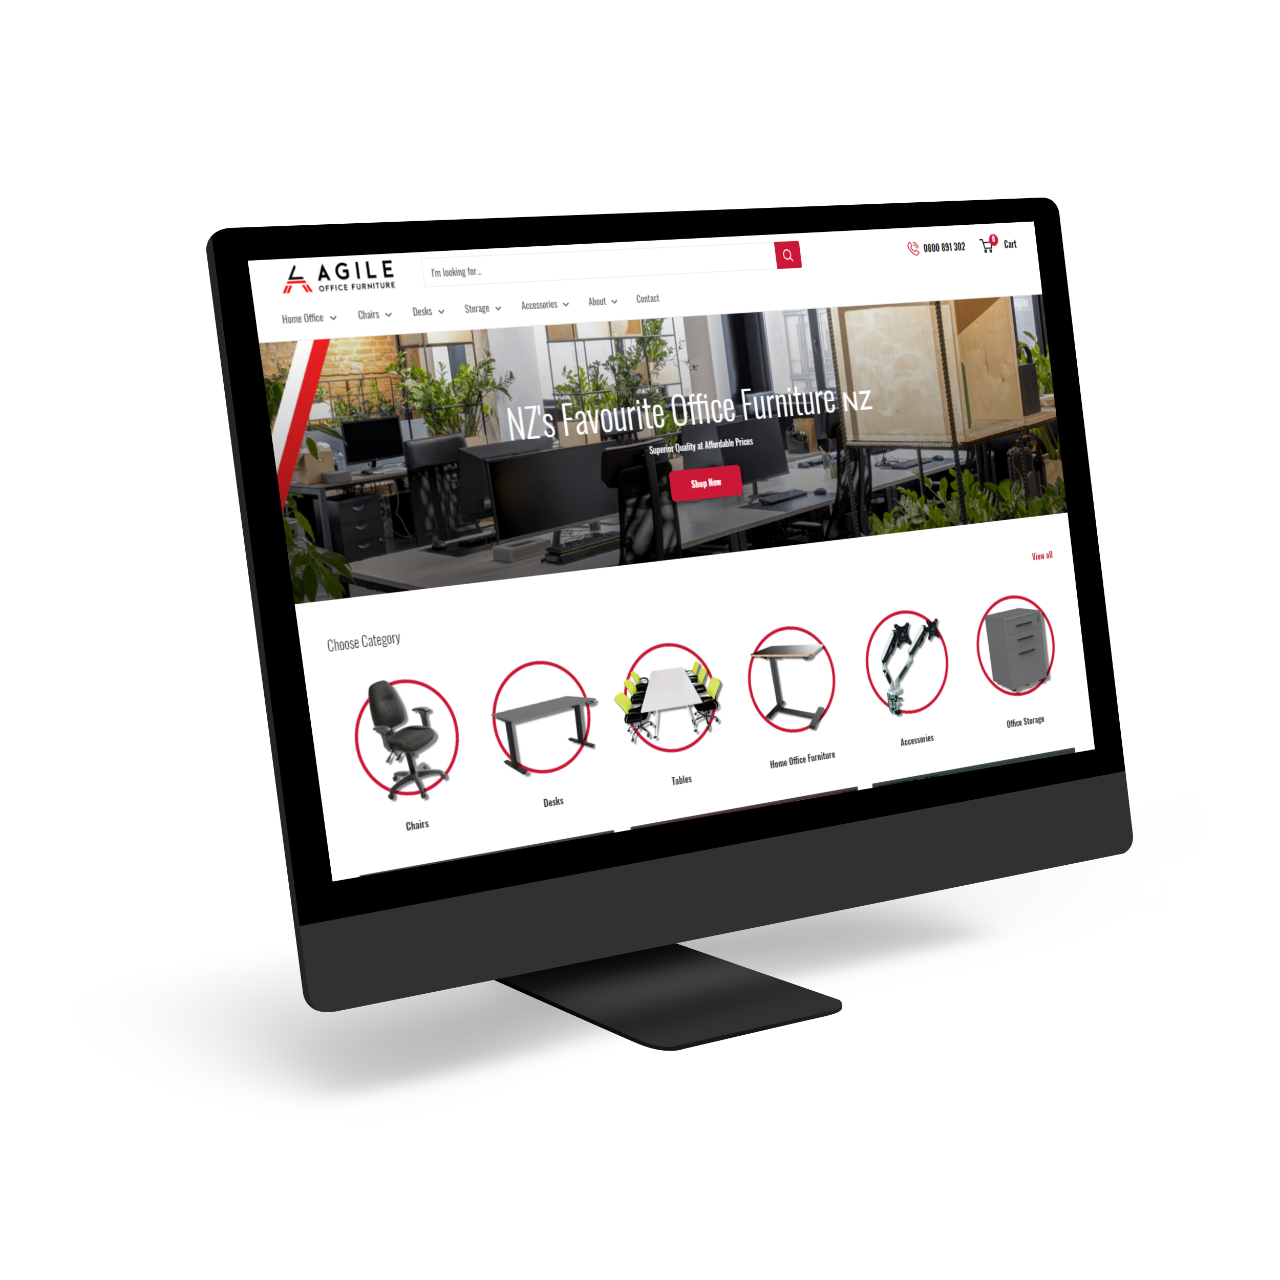 AGILE
OFFICE FURNITURE
I'm looking for...
0800 891 302
0
Cart
Home Office
Chairs
Desks
Storage
Accessories
About
Contact
NZ's Favourite Office Furniture NZ
Superior Quality at Affordable Prices
Shop Now
View all
Choose Category
Chairs
Desks
Tables
Home Office Furniture
Accessories
Office Storage